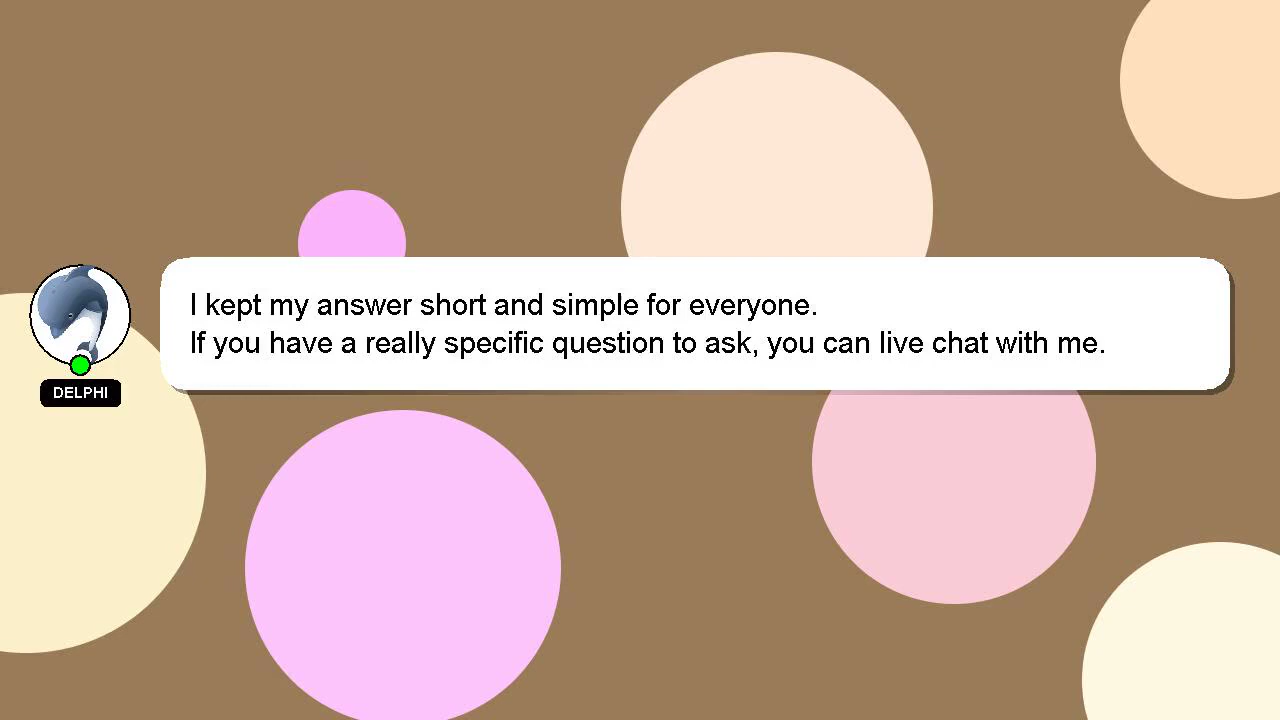 I kept my answer short and simple for everyone.
If you have a really specific question to ask, you can live chat with me.
DELPHI